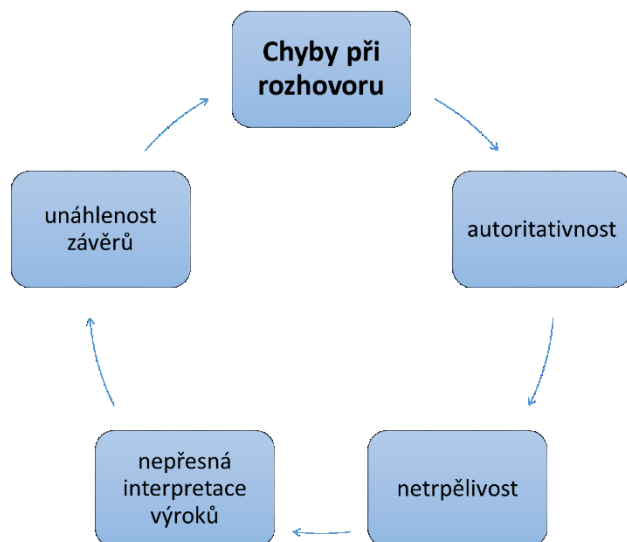 Chyby při
rozhovoru
autoritativnost
netrpělivost
nepřesná
interpretace
výroků
unáhlenost
závěrů